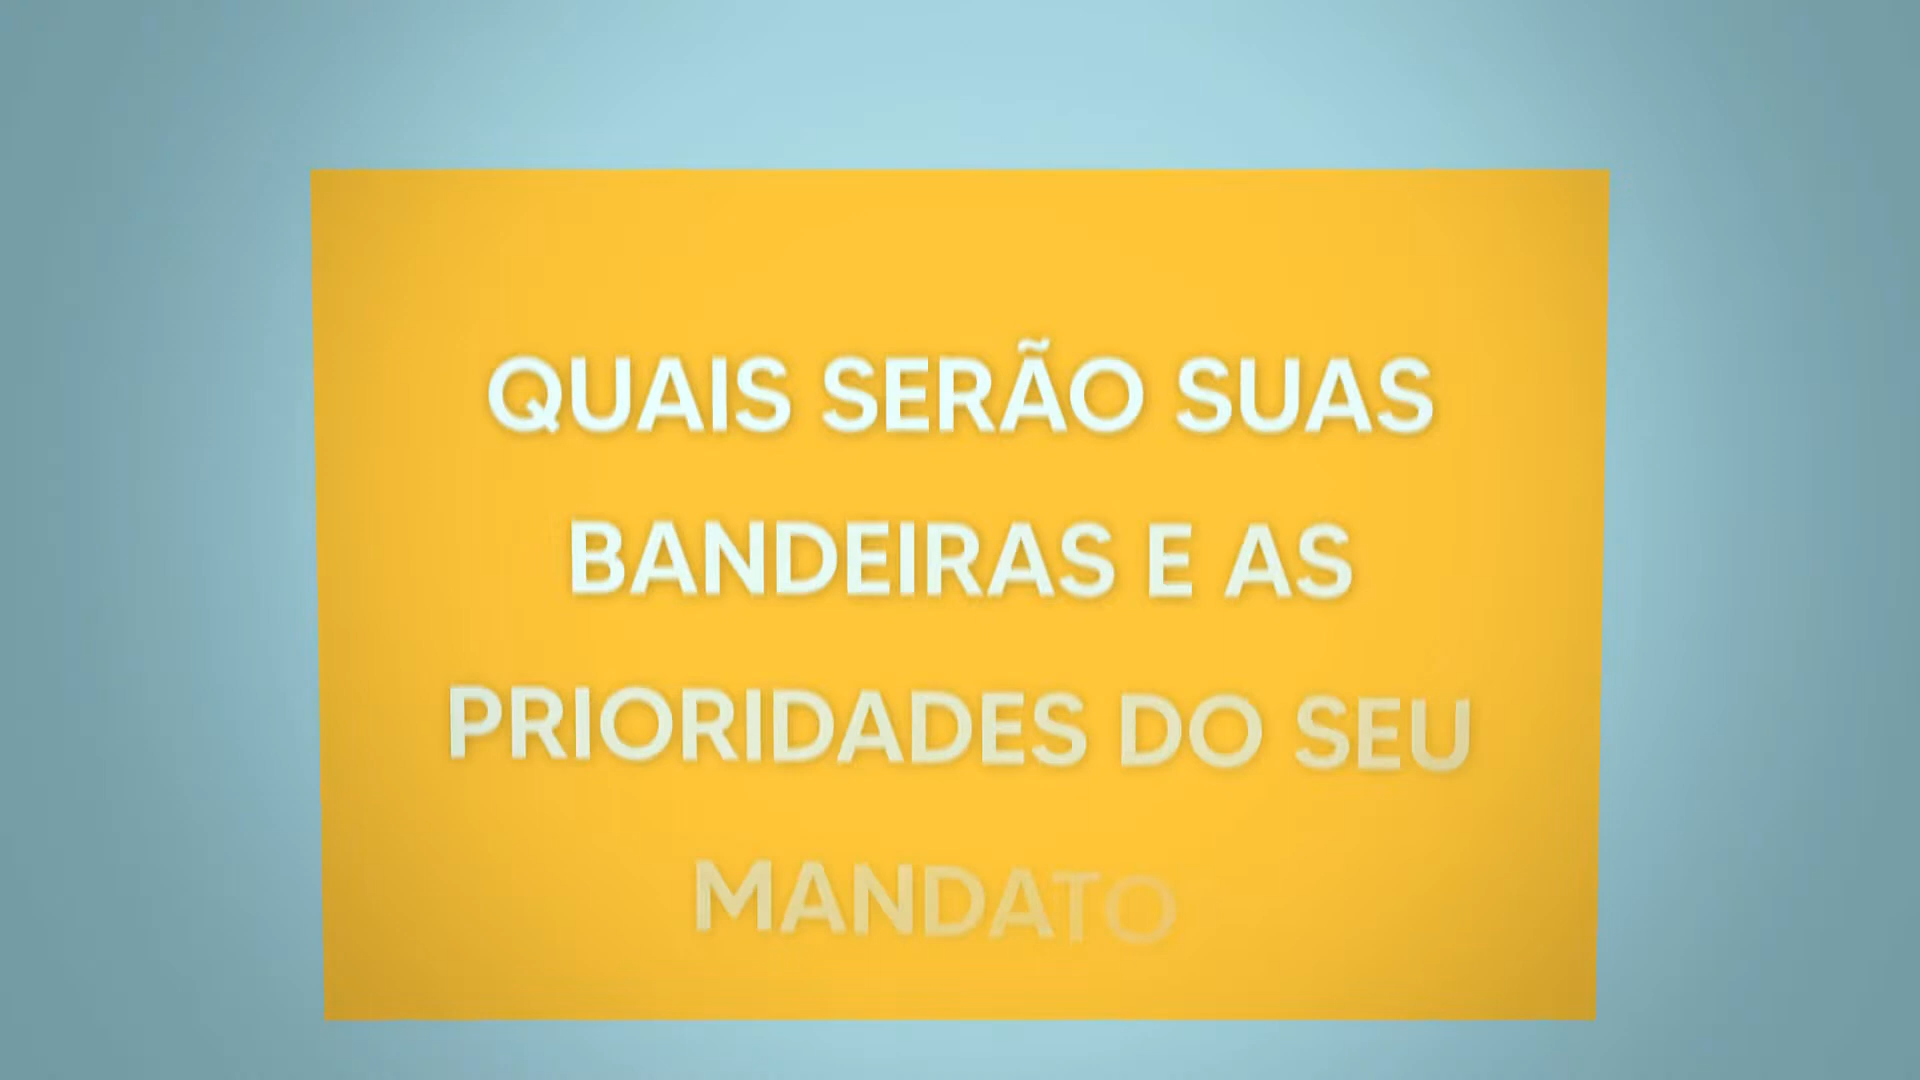 QUAIS SERÃO SUAS
BANDEIRAS E AS
PRIORIDADES DO SEU
MANDATO